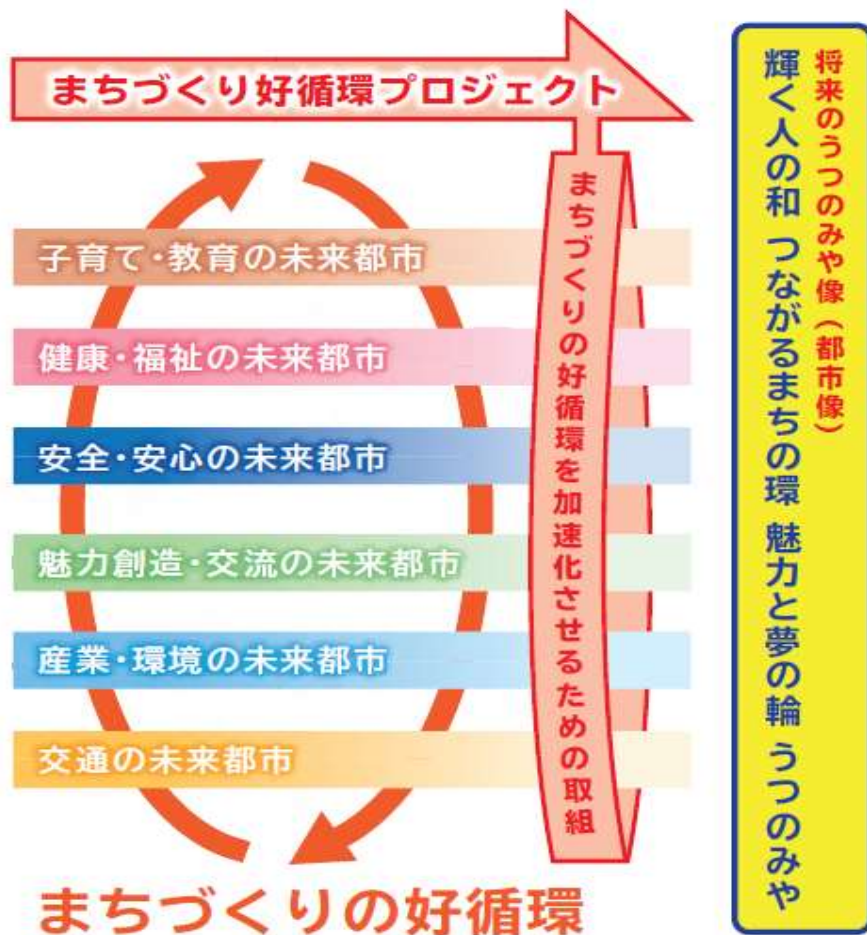 まちづくり好循環プロジェクト
子育て・教育の未来都市
健康・福祉の未来都市
安全・安心の未来都市
魅力創造・交流の未来都市
産業・環境の未来都市
交通の未来都市
まちづくりの好循環を加速化させるための取組
まちづくりの好循環
将来のうつのみや像(都市像)
輝く人の和 つながるまちの環 魅力と夢の輪 うつのみや